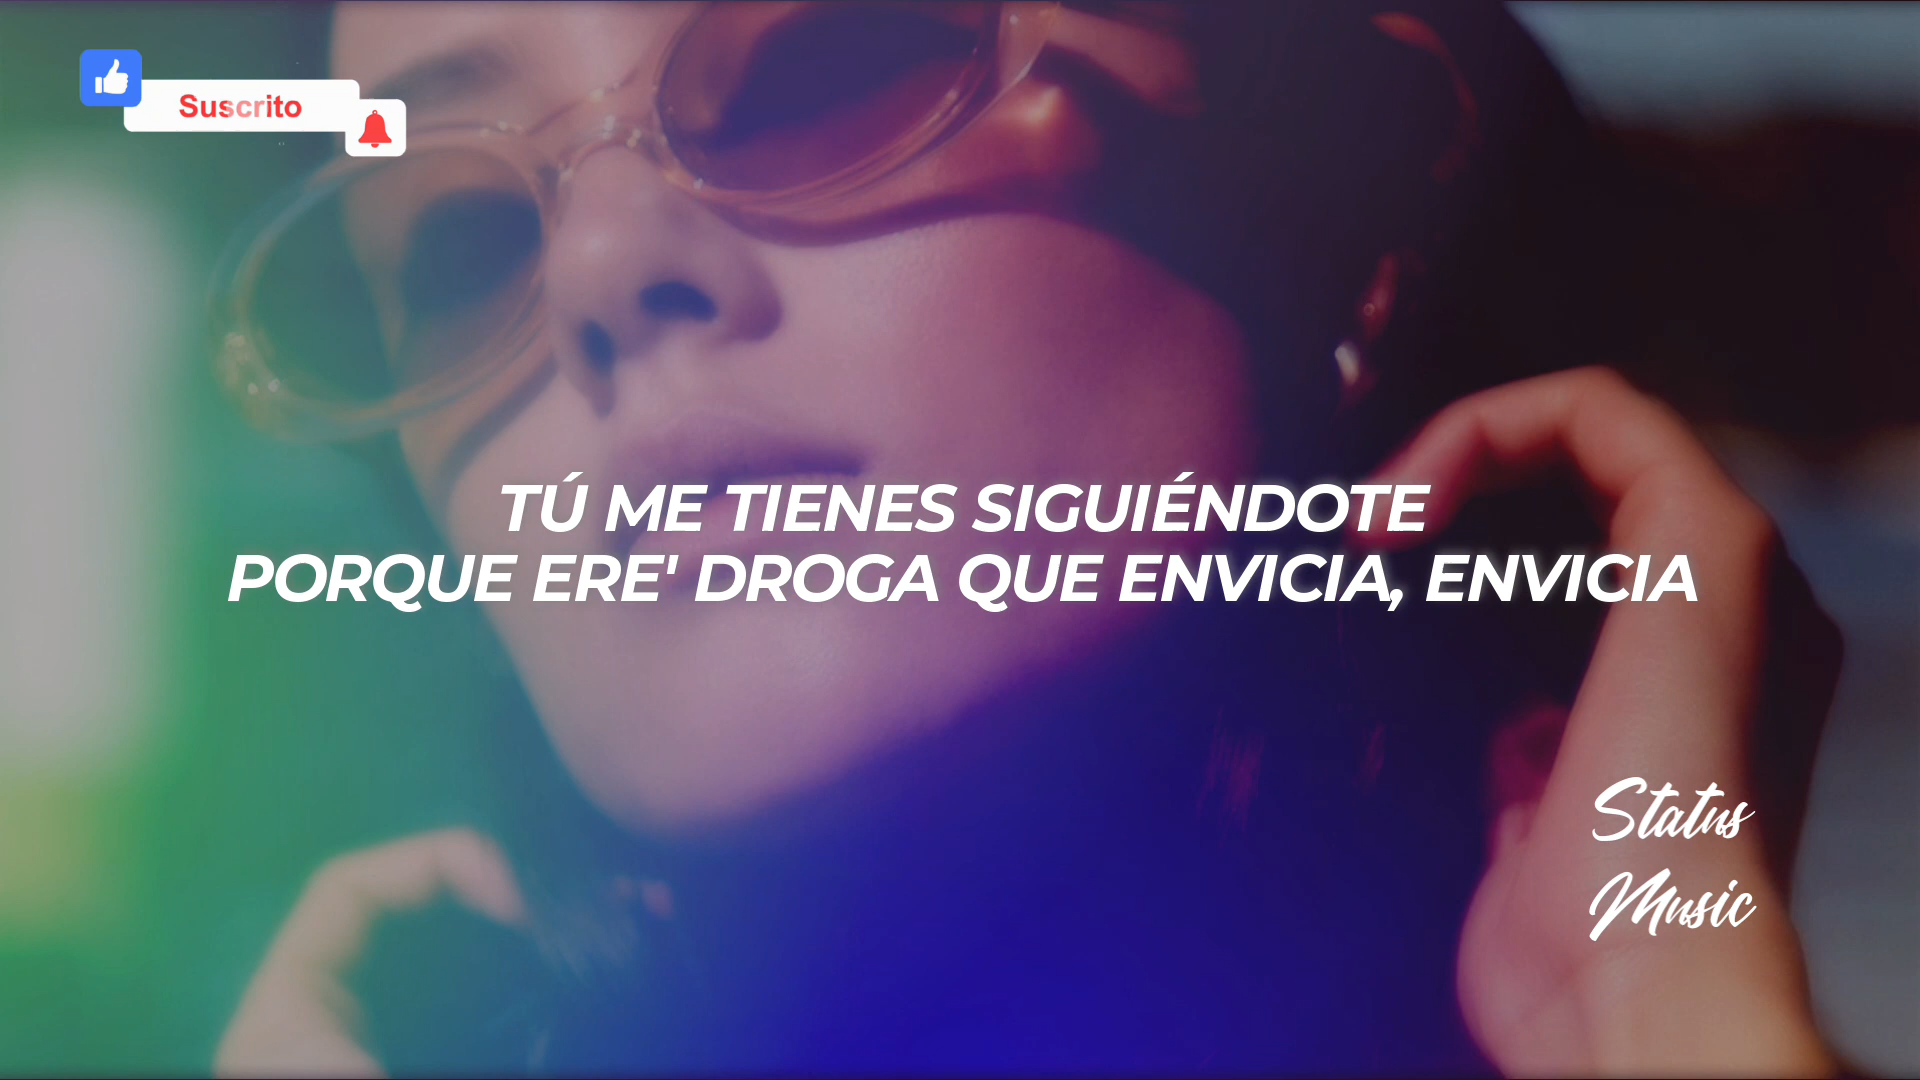 Suscrito
TÚ ME TIENES SIGUIÉNDOTE
PORQUE ERE' DROGA QUE ENVICIA, ENVICIA
Status
Music